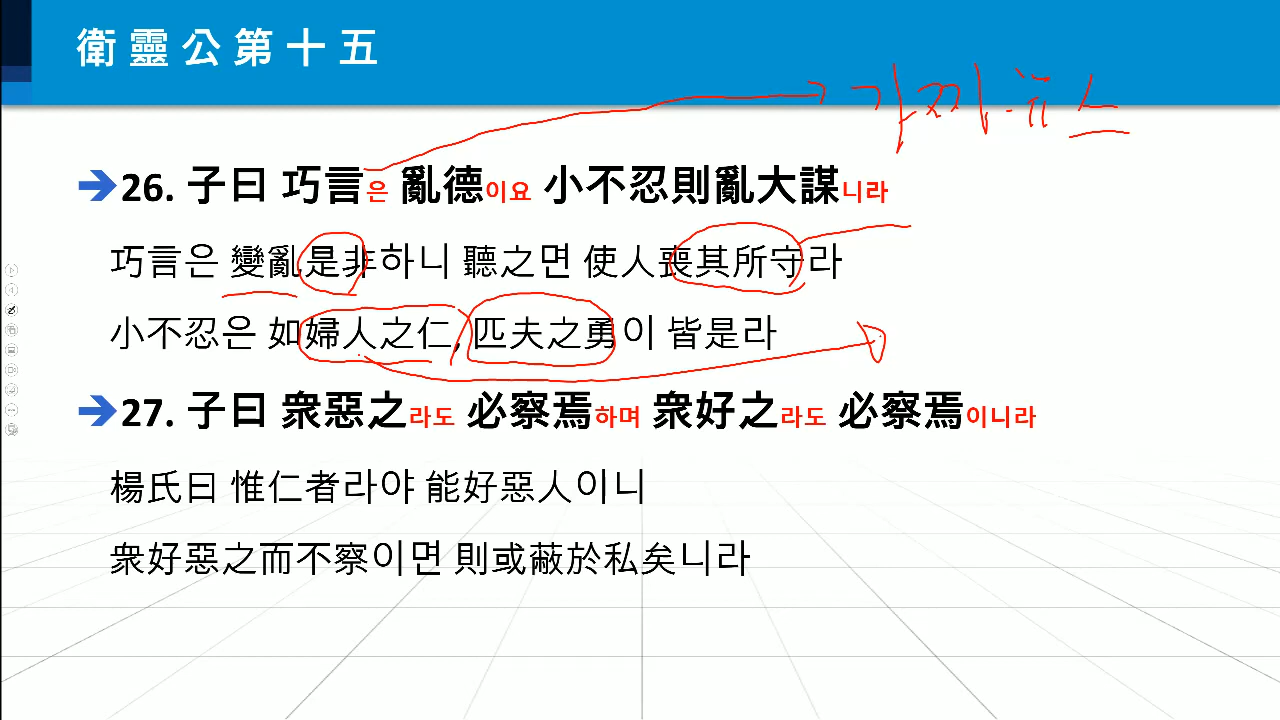 衛靈公第十五
가짜뉴스
26. 子曰 巧言은 亂德이요 小不忍則亂大謀니라
巧言은 變亂是非하니 聽之면 使人喪其所守라
小不忍은 如婦人之仁, 匹夫之勇이 皆是라
27. 子曰 衆惡之라도 必察焉하며 衆好之라도 必察焉이니라
楊氏曰 惟仁者라야 能好惡人이니
衆好惡之而不察이면 則或蔽於私矣니라